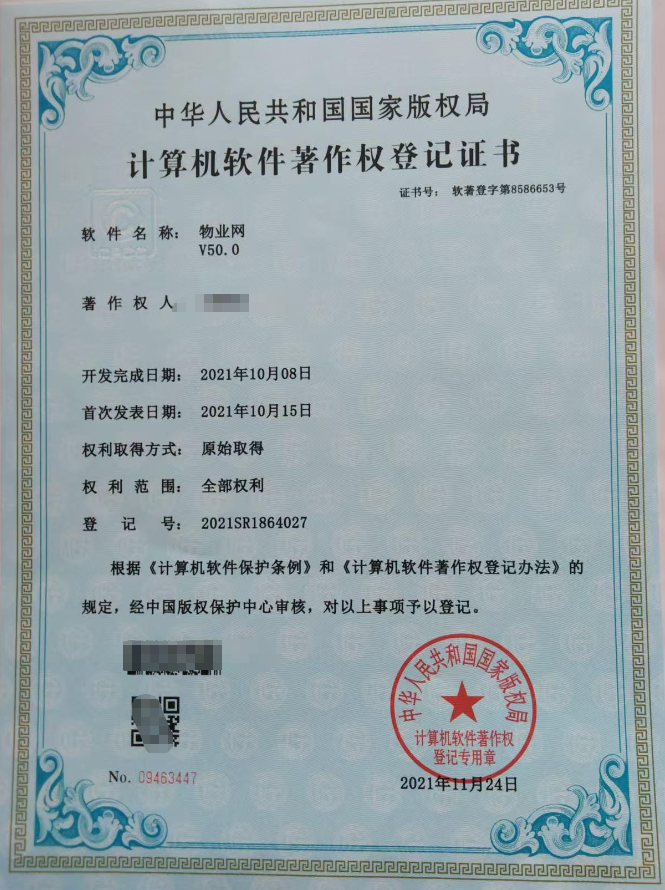 中华人民共和国国家版权局
计算机软件著作权登记证书
证书号： 软著登字第8586653号
软件名称： 物业网
V50.0
著作权人
开发完成日期： 2021年10月08日
首次发表日期： 2021年10月15日
权利取得方式： 原始取得
权利范围： 全部权利
登记号： 2021SR1864027
根据《计算机软件保护条例》和《计算机软件著作权登记办法》的
规定，经中国版权保护中心审核，对以上事项予以登记。
中华人民共和国国家版权局
计算机软件著作权
登记专用章
No. 09463447
2021年11月24日